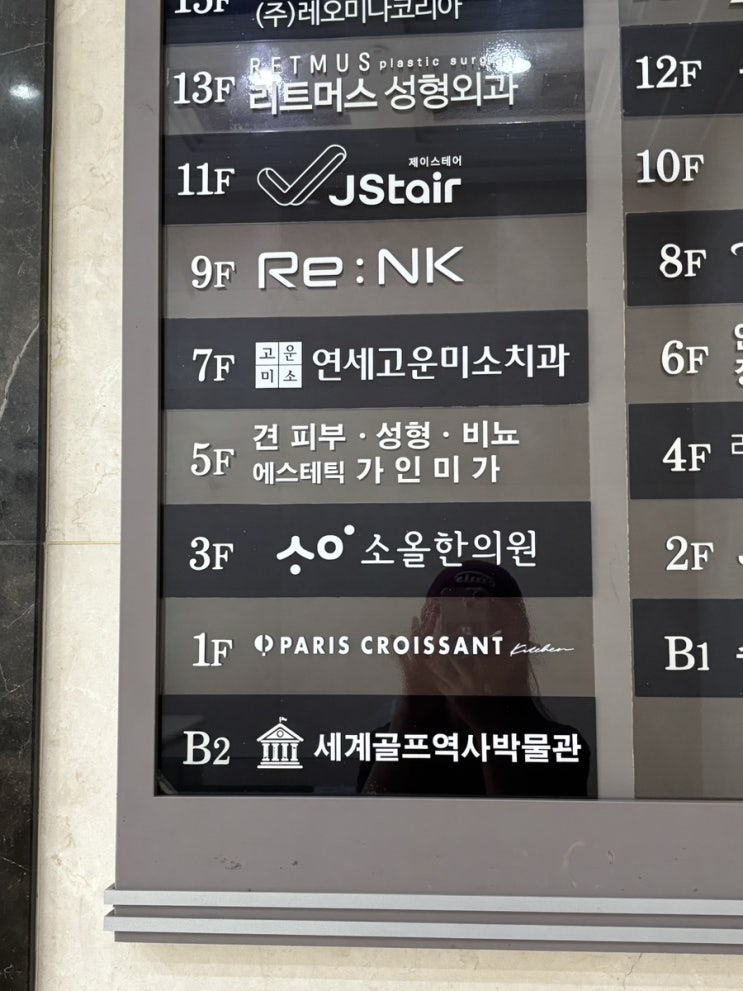 15F (주)레오미나코리아
13F RETMUS plastic surgery
리트머스 성형외과
12F
11F JStair 제이스테어
10F
9F Re:NK
8F
7F 고운미소 연세고운미소치과
6F
5F 견 피부 · 성형 · 비뇨
에스테틱 가인미가
4F
3F 소올한의원
2F
1F PARIS CROISSANT Kitchen
B1
B2 세계골프역사박물관